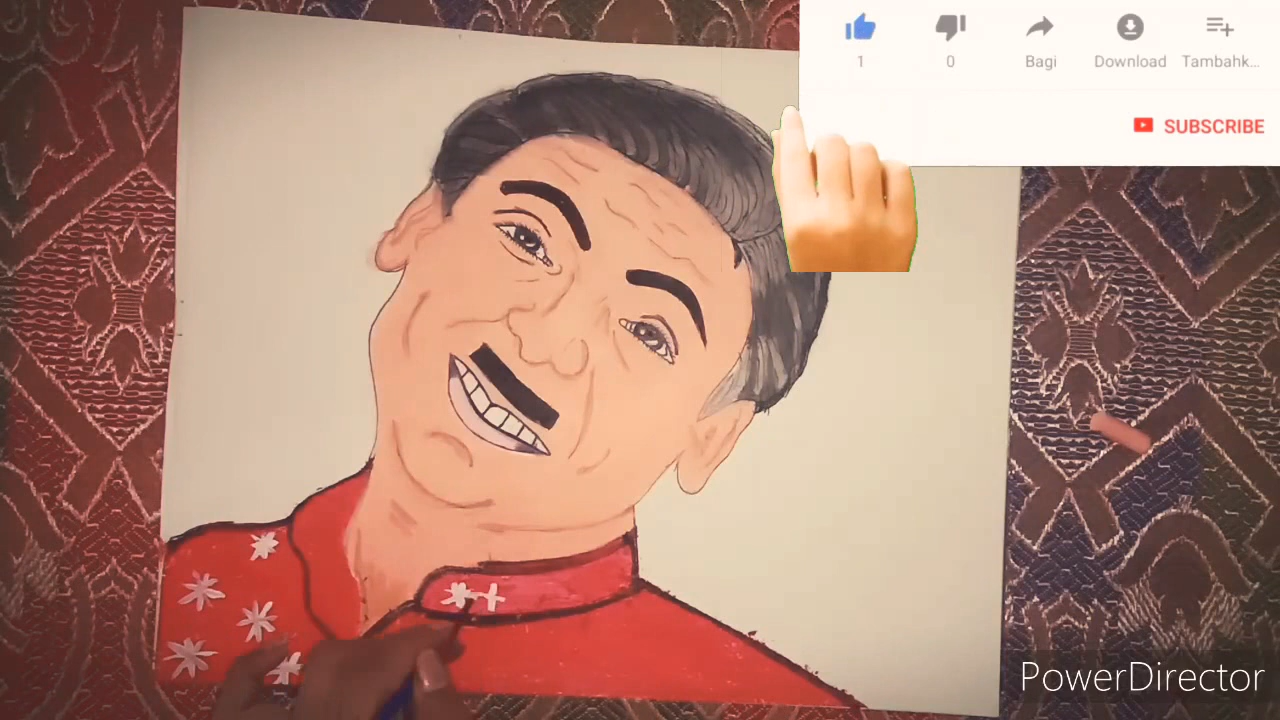 1
0
Bagi
Download
Tambahk...
SUBSCRIBE
PowerDirector